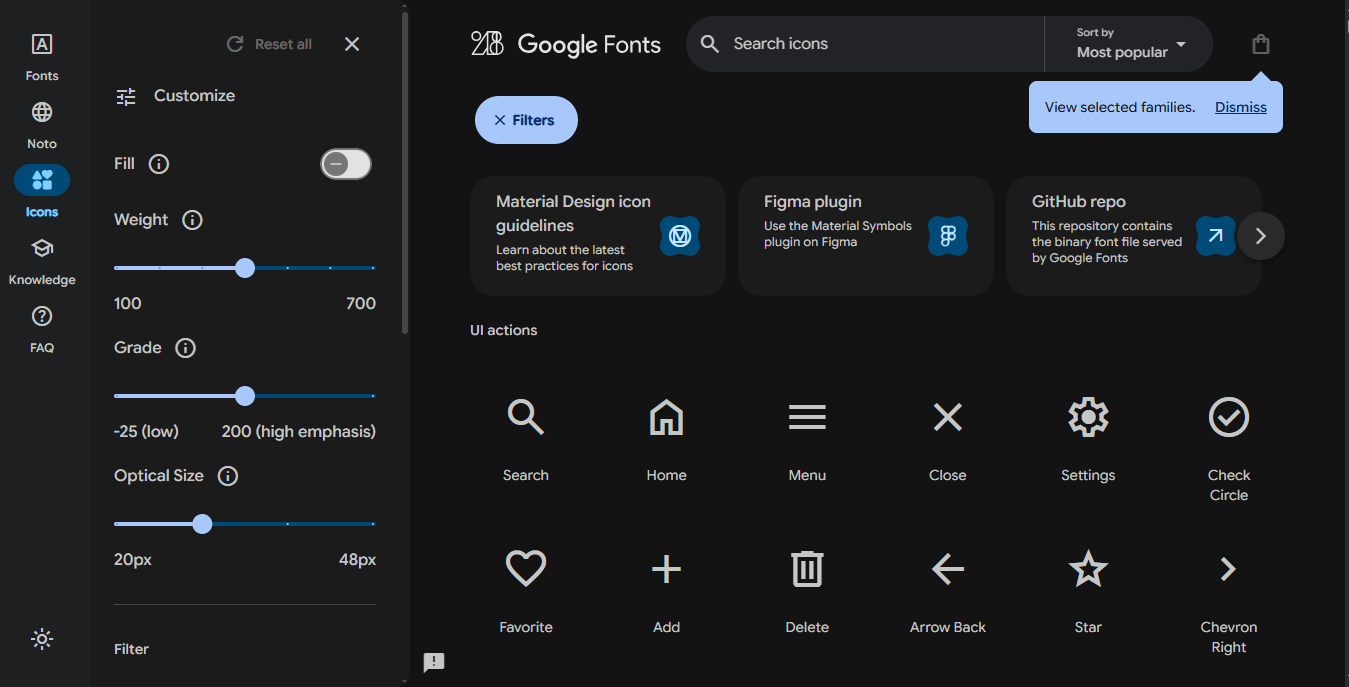 Fonts
Noto
Icons
Knowledge
FAQ
Reset all
Customize
Fill
Weight
100 700
Grade
-25 (low) 200 (high emphasis)
Optical Size
20px 48px
Filter
Google Fonts
Search icons
Sort by
Most popular
View selected families. Dismiss
Filters
Material Design icon
guidelines
Learn about the latest
best practices for icons
Figma plugin
Use the Material Symbols
plugin on Figma
GitHub repo
This repository contains
the binary font file served
by Google Fonts
UI actions
Search
Home
Menu
Close
Settings
Check
Circle
Favorite
Add
Delete
Arrow Back
Star
Chevron
Right